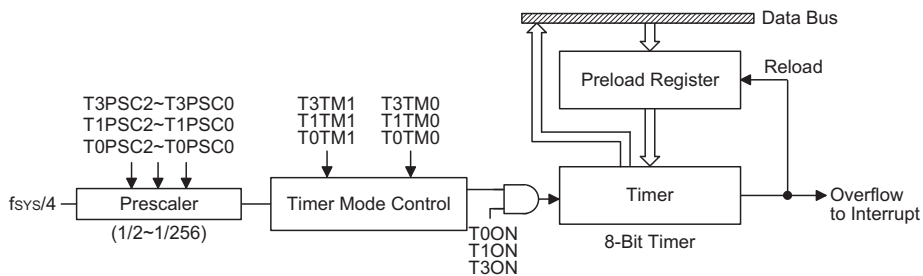 Data Bus
Preload Register
Reload
T3PSC2~T3PSC0
T1PSC2~T1PSC0
T0PSC2~T0PSC0
T3TM1
T1TM1
T0TM1
T3TM0
T1TM0
T0TM0
fSYS/4
Prescaler
(1/2~1/256)
Timer Mode Control
T0ON
T1ON
T3ON
Timer
8-Bit Timer
Overflow
to Interrupt